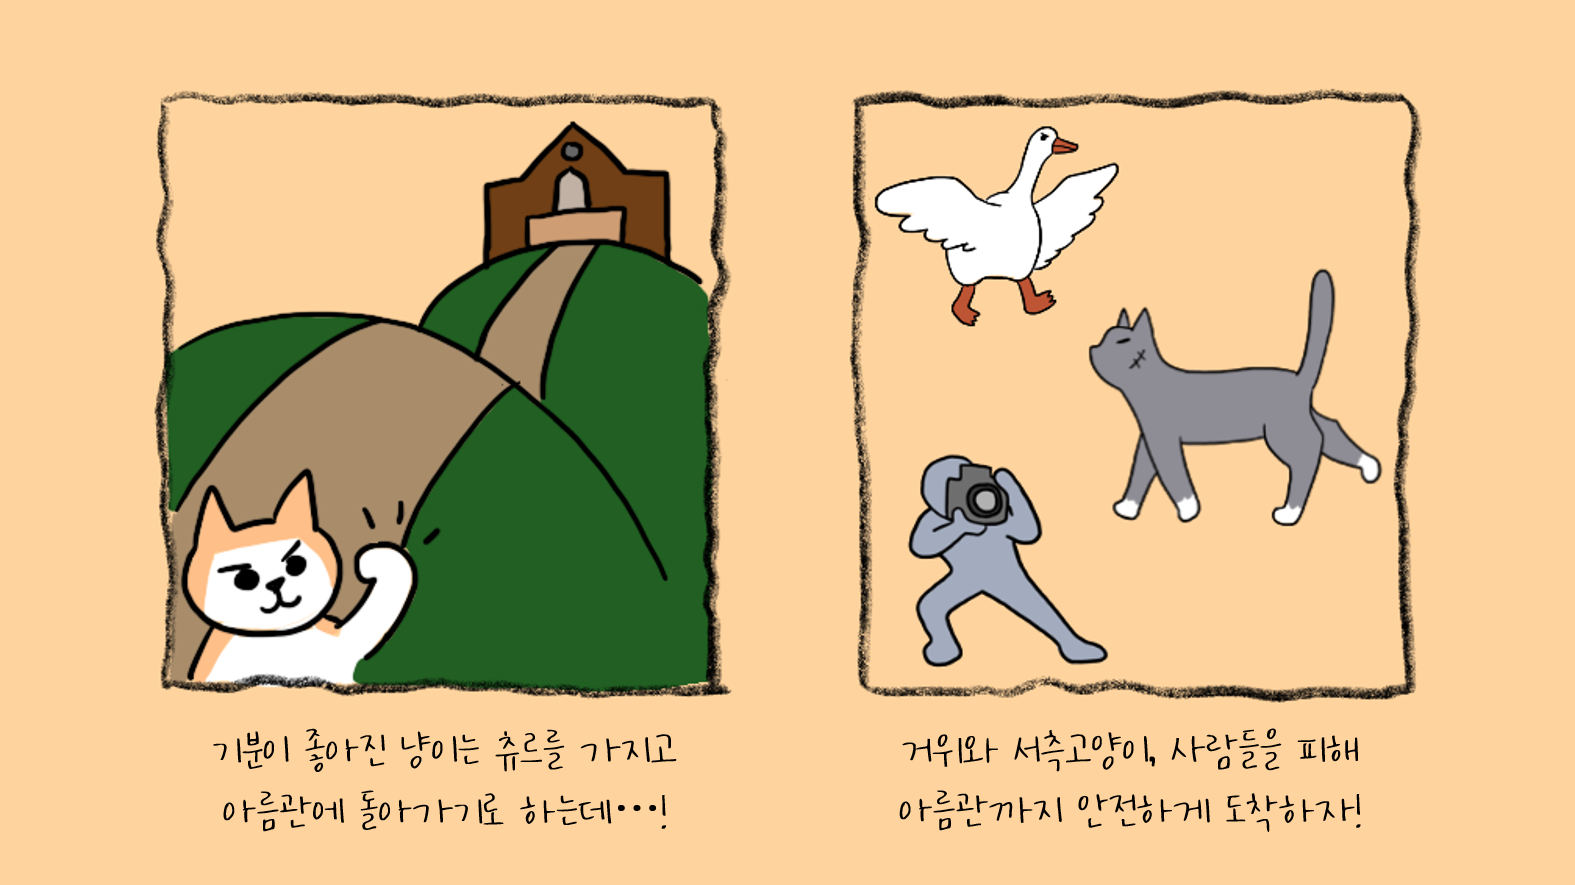 기분이 좋아진 냥이는 츄르를 가지고
아름관에 돌아가기로 하는데···!
거위와 서측고양이, 사람들을 피해
아름관까지 안전하게 도착하자!